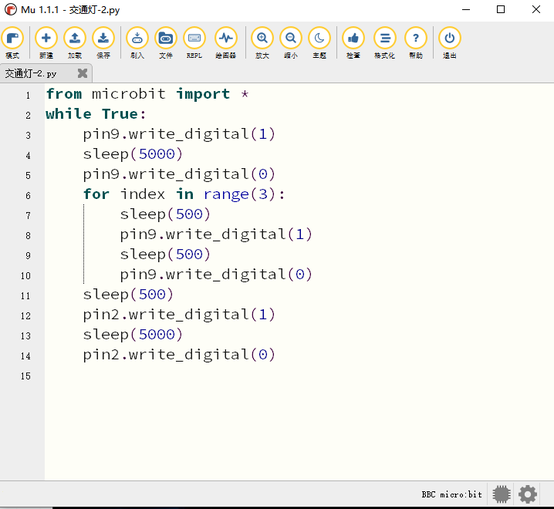 Mu 1.1.1 - 交通灯-2.py
模式 新建 加载 保存 刷入 文件 REPL 绘图器 放大 缩小 主题 检查 格式化 帮助 退出
交通灯-2.py
1 from microbit import *
2 while True:
3 pin9.write_digital(1)
4 sleep(5000)
5 pin9.write_digital(0)
6 for index in range(3):
7 sleep(500)
8 pin9.write_digital(1)
9 sleep(500)
10 pin9.write_digital(0)
11 sleep(500)
12 pin2.write_digital(1)
13 sleep(5000)
14 pin2.write_digital(0)
15
BBC micro:bit